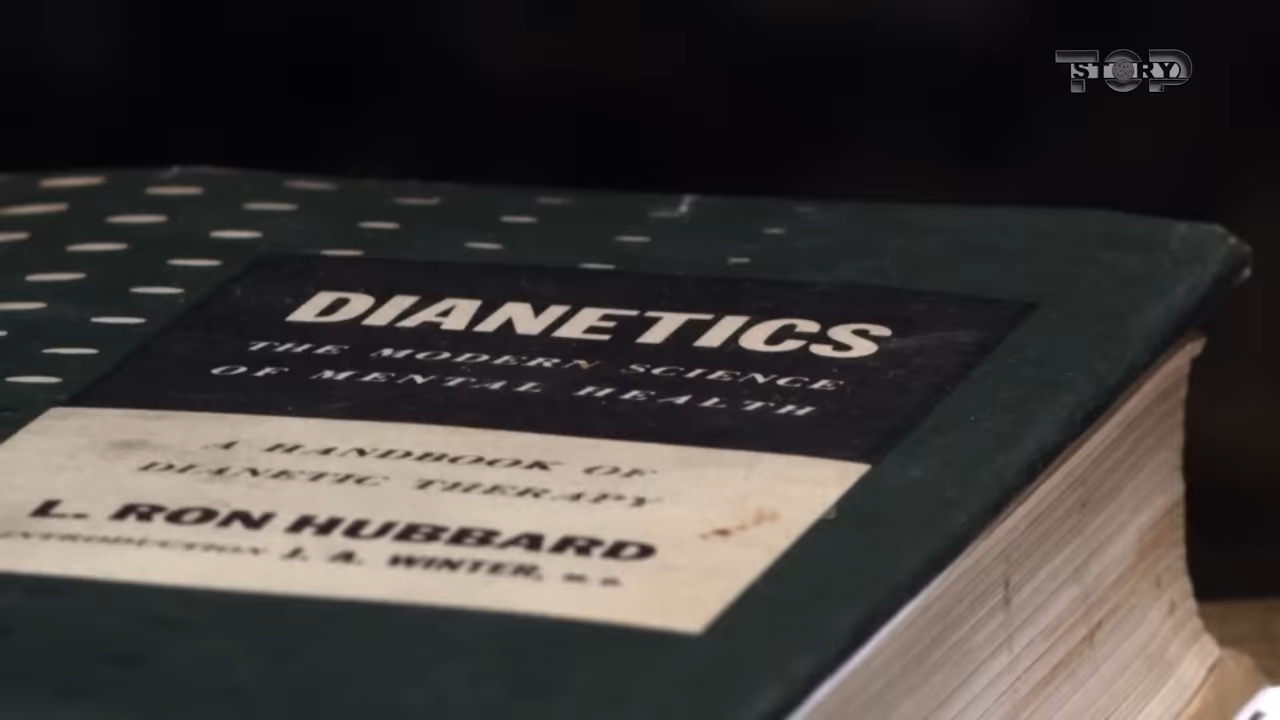 TOP
STORY
DIANETICS
THE MODERN SCIENCE
OF MENTAL HEALTH
A HANDBOOK OF
DIANETIC THERAPY
L. RON HUBBARD
INTRODUCTION J. A. WINTER, M.D.